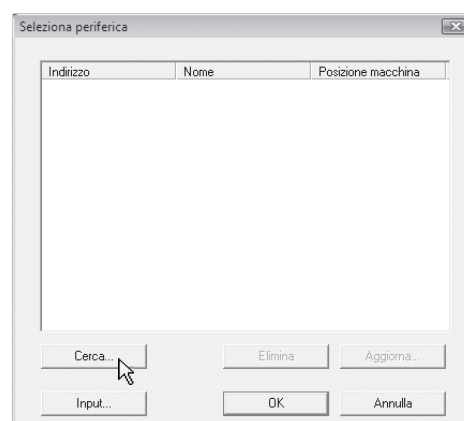 Seleziona periferica
Indirizzo Nome Posizione macchina
Cerca... Elimina Aggiorna...
Input... OK Annulla